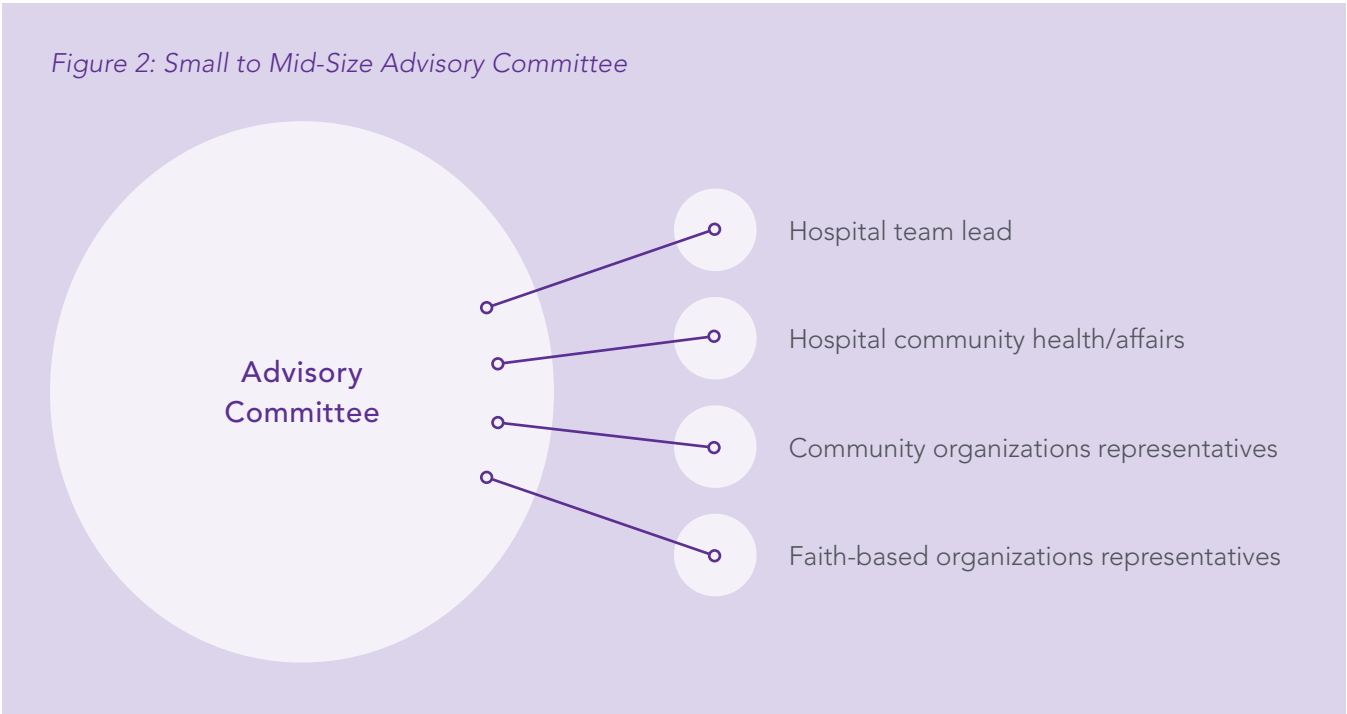 Figure 2: Small to Mid-Size Advisory Committee
Advisory
Committee
Hospital team lead
Hospital community health/affairs
Community organizations representatives
Faith-based organizations representatives